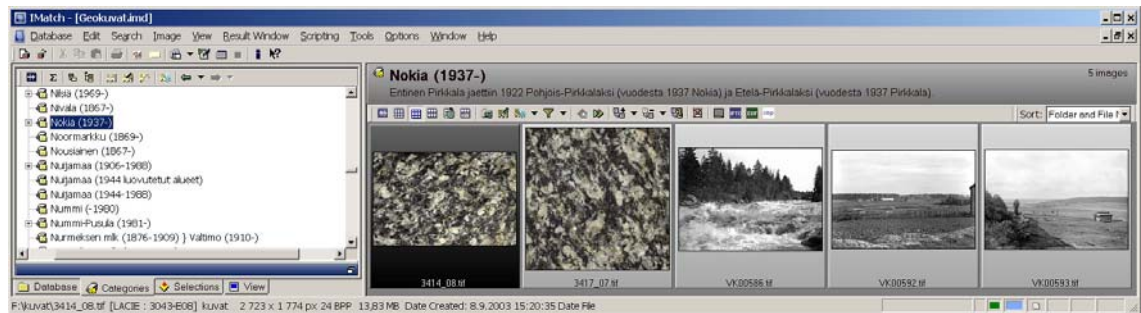 IMatch - [Geokuvat.imd]
Database Edit Search Image View Result Window Scripting Tools Options Window Help
Nilsiä (1969-)
Nivala (1867-)
Nokia (1937-)
Noormarkku (1869-)
Nousiainen (1867-)
Nuijamaa (1906-1988)
Nuijamaa (1944 luovutetut alueet)
Nuijamaa (1944-1988)
Nummi (-1980)
Nummi-Pusula (1981-)
Nurmeksen mlk (1876-1909) } Valtimo (1910-)
Database Categories Selections View
Nokia (1937-)
5 images
Entinen Pirkkala jaettiin 1922 Pohjois-Pirkkalaksi (vuodesta 1937 Nokia) ja Etelä-Pirkkalaksi (vuodesta 1937 Pirkkala).
Sort: Folder and File
3414_08.tif
3417_07.tif
VK00586.tif
VK00592.tif
VK00593.tif
F:\kuvat\3414_08.tif [LACIE : 3043-E08] kuvat 2 723 x 1 774 px 24 BPP 13,83 MB Date Created: 8.9.2003 15:20:35 Date File